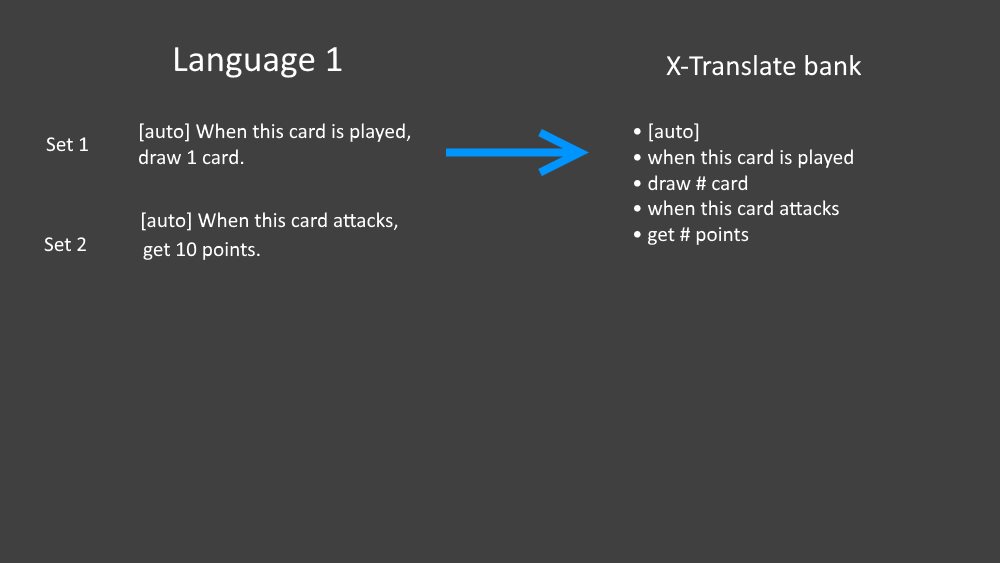 Language 1
X-Translate bank
Set 1
[auto] When this card is played,
draw 1 card.
Set 2
[auto] When this card attacks,
get 10 points.
• [auto]
• when this card is played
• draw # card
• when this card attacks
• get # points